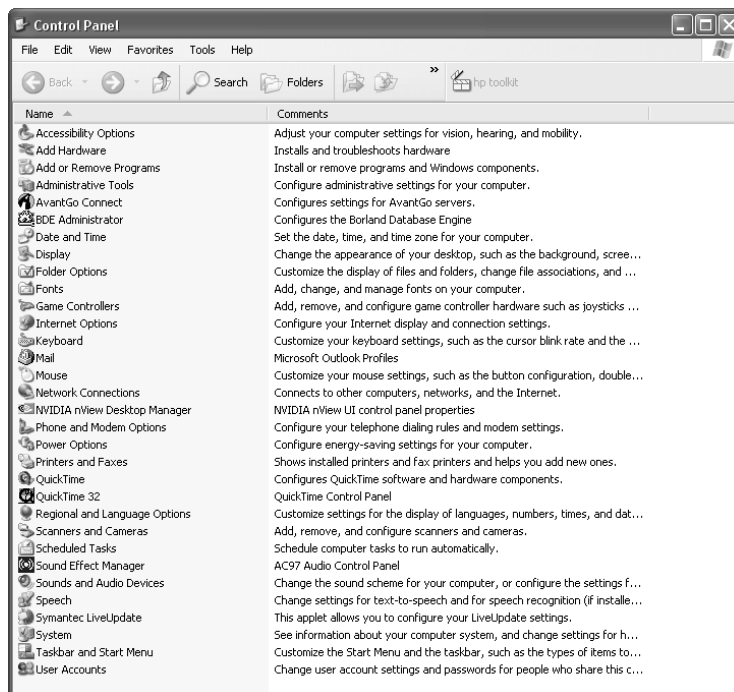 Control Panel
File Edit View Favorites Tools Help
Back Search Folders » hp toolkit
Name Comments
Accessibility Options Adjust your computer settings for vision, hearing, and mobility.
Add Hardware Installs and troubleshoots hardware
Add or Remove Programs Install or remove programs and Windows components.
Administrative Tools Configure administrative settings for your computer.
AvantGo Connect Configures settings for AvantGo servers.
BDE Administrator Configures the Borland Database Engine
Date and Time Set the date, time, and time zone for your computer.
Display Change the appearance of your desktop, such as the background, scree...
Folder Options Customize the display of files and folders, change file associations, and ...
Fonts Add, change, and manage fonts on your computer.
Game Controllers Add, remove, and configure game controller hardware such as joysticks ...
Internet Options Configure your Internet display and connection settings.
Keyboard Customize your keyboard settings, such as the cursor blink rate and the ...
Mail Microsoft Outlook Profiles
Mouse Customize your mouse settings, such as the button configuration, double...
Network Connections Connects to other computers, networks, and the Internet.
NVIDIA nView Desktop Manager NVIDIA nView UI control panel properties
Phone and Modem Options Configure your telephone dialing rules and modem settings.
Power Options Configure energy-saving settings for your computer.
Printers and Faxes Shows installed printers and fax printers and helps you add new ones.
QuickTime Configures QuickTime software and hardware components.
QuickTime 32 QuickTime Control Panel
Regional and Language Options Customize settings for the display of languages, numbers, times, and dat...
Scanners and Cameras Add, remove, and configure scanners and cameras.
Scheduled Tasks Schedule computer tasks to run automatically.
Sound Effect Manager AC97 Audio Control Panel
Sounds and Audio Devices Change the sound scheme for your computer, or configure the settings f...
Speech Change settings for text-to-speech and for speech recognition (if installe...
Symantec LiveUpdate This applet allows you to configure your LiveUpdate settings.
System See information about your computer system, and change settings for h...
Taskbar and Start Menu Customize the Start Menu and the taskbar, such as the types of items to...
User Accounts Change user account settings and passwords for people who share this c...